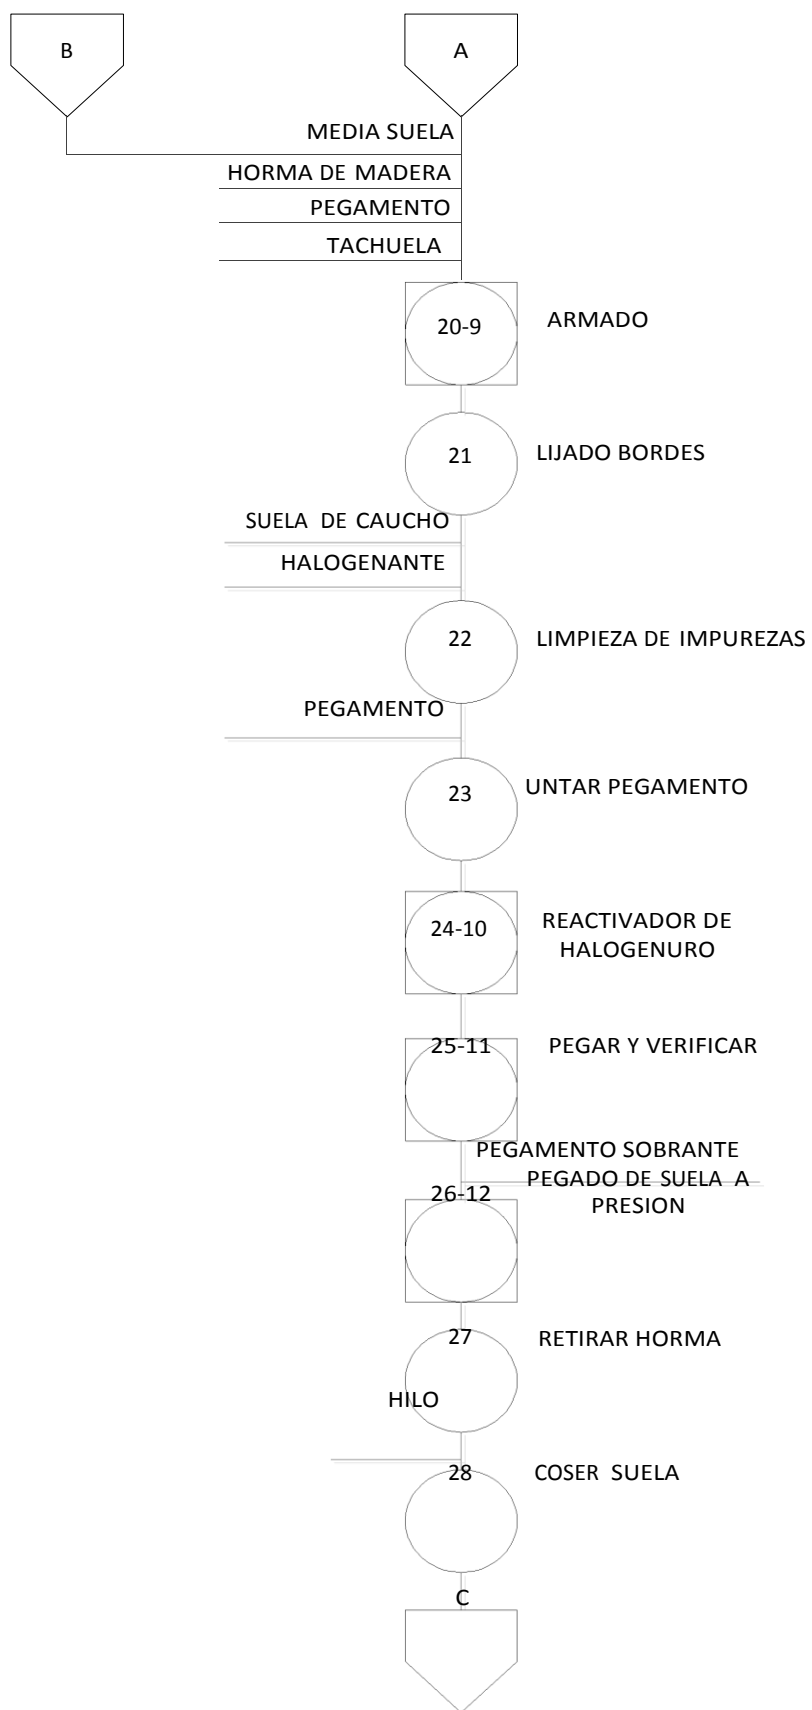 B
A
MEDIA SUELA
HORMA DE MADERA
PEGAMENTO
TACHUELA
20-9
ARMADO
21
LIJADO BORDES
SUELA DE CAUCHO
HALOGENANTE
22
LIMPIEZA DE IMPUREZAS
PEGAMENTO
23
UNTAR PEGAMENTO
24-10
REACTIVADOR DE
HALOGENURO
25-11
PEGAR Y VERIFICAR
PEGAMENTO SOBRANTE
26-12
PEGADO DE SUELA A
PRESION
27
RETIRAR HORMA
HILO
28
COSER SUELA
C